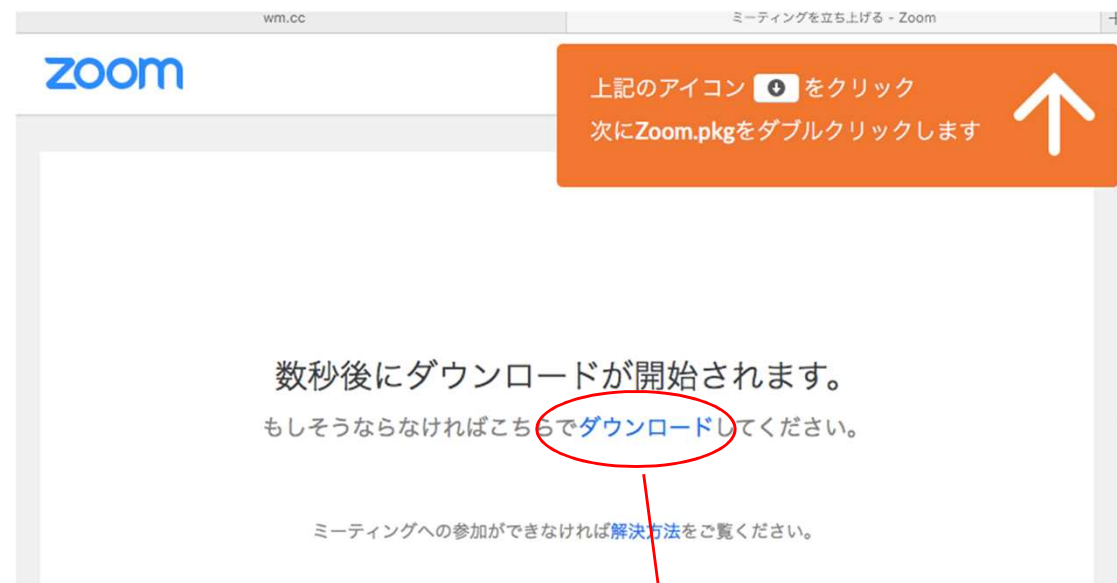 wm.cc
ミーティングを立ち上げる - Zoom
zoom
上記のアイコン をクリック
次にZoom.pkgをダブルクリックします
数秒後にダウンロードが開始されます。
もしそうならなければこちらでダウンロードしてください。
ミーティングへの参加ができなければ解決方法をご覧ください。